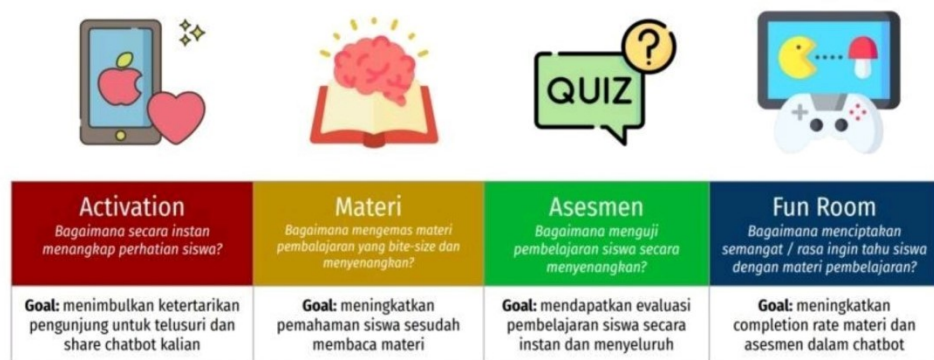 QUIZ
?
Activation
Bagaimana secara instan
menangkap perhatian siswa?
Goal: menimbulkan ketertarikan
pengunjung untuk telusuri dan
share chatbot kalian
Materi
Bagaimana mengemas materi
pembalajaran yang bite-size dan
menyenangkan?
Goal: meningkatkan
pemahaman siswa sesudah
membaca materi
Asesmen
Bagaimana menguji
pembelajaran siswa secara
menyenangkan?
Goal: mendapatkan evaluasi
pembelajaran siswa secara
instan dan menyeluruh
Fun Room
Bagaimana menciptakan
semangat / rasa ingin tahu siswa
dengan materi pembelajaran?
Goal: meningkatkan
completion rate materi dan
asesmen dalam chatbot